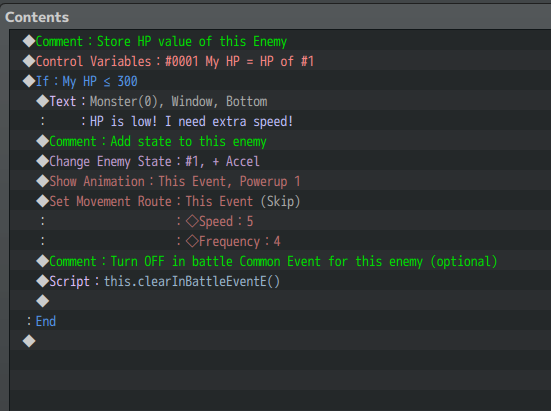 Contents
◆Comment：Store HP value of this Enemy
◆Control Variables：#0001 My HP = HP of #1
◆If：My HP ≤ 300
◆Text：Monster(0), Window, Bottom
：：HP is low! I need extra speed!
◆Comment：Add state to this enemy
◆Change Enemy State：#1, + Accel
◆Show Animation：This Event, Powerup 1
◆Set Movement Route：This Event (Skip)
：：◇Speed：5
：：◇Frequency：4
◆Comment：Turn OFF in battle Common Event for this enemy (optional)
◆Script：this.clearInBattleEventE()
◆
：End
◆